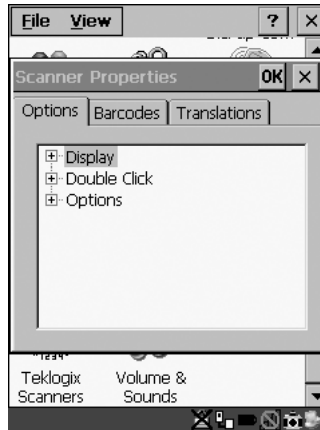 File View ? ×
Scanner Properties OK ×
Options Barcodes Translations
Display
Double Click
Options
Teklogix Volume &
Scanners Sounds